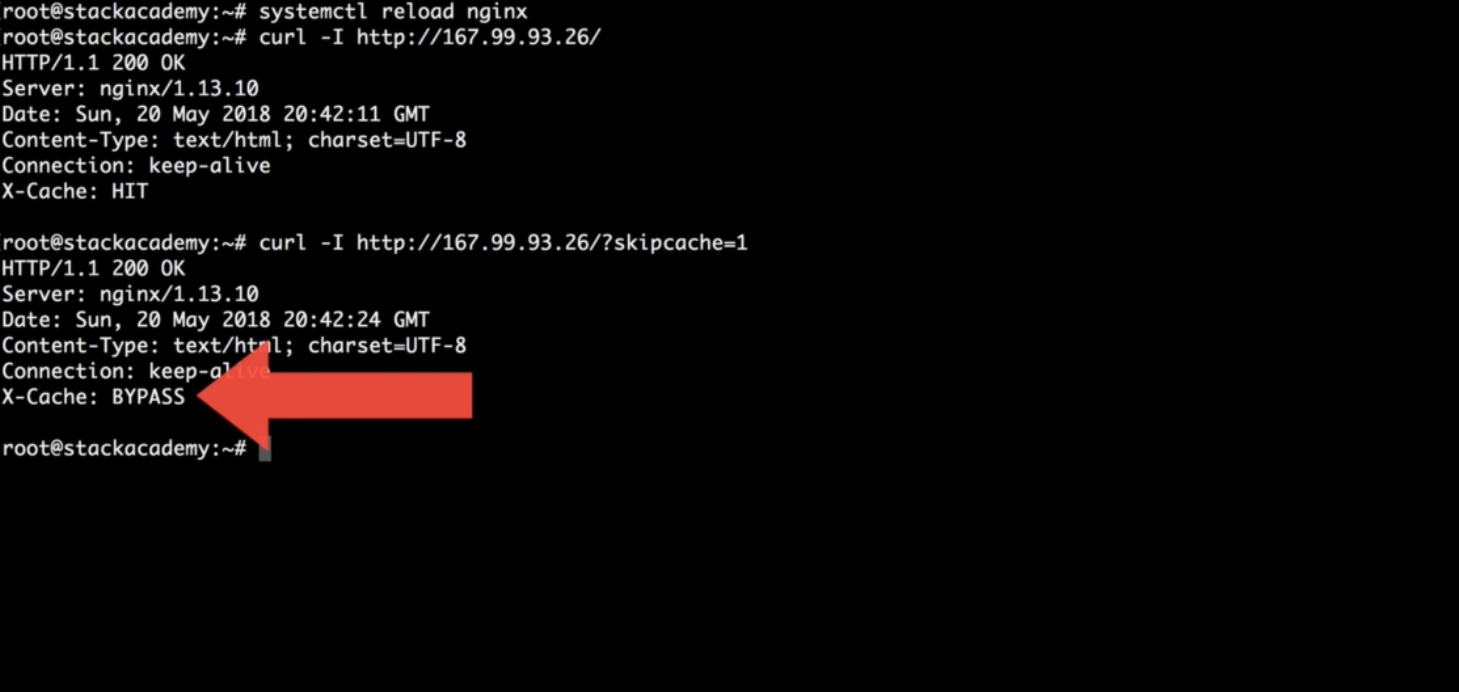 root@stackacademy:~# systemctl reload nginx
root@stackacademy:~# curl -I http://167.99.93.26/
HTTP/1.1 200 OK
Server: nginx/1.13.10
Date: Sun, 20 May 2018 20:42:11 GMT
Content-Type: text/html; charset=UTF-8
Connection: keep-alive
X-Cache: HIT
root@stackacademy:~# curl -I http://167.99.93.26/?skipcache=1
HTTP/1.1 200 OK
Server: nginx/1.13.10
Date: Sun, 20 May 2018 20:42:24 GMT
Content-Type: text/html; charset=UTF-8
Connection: keep-alive
X-Cache: BYPASS
root@stackacademy:~#